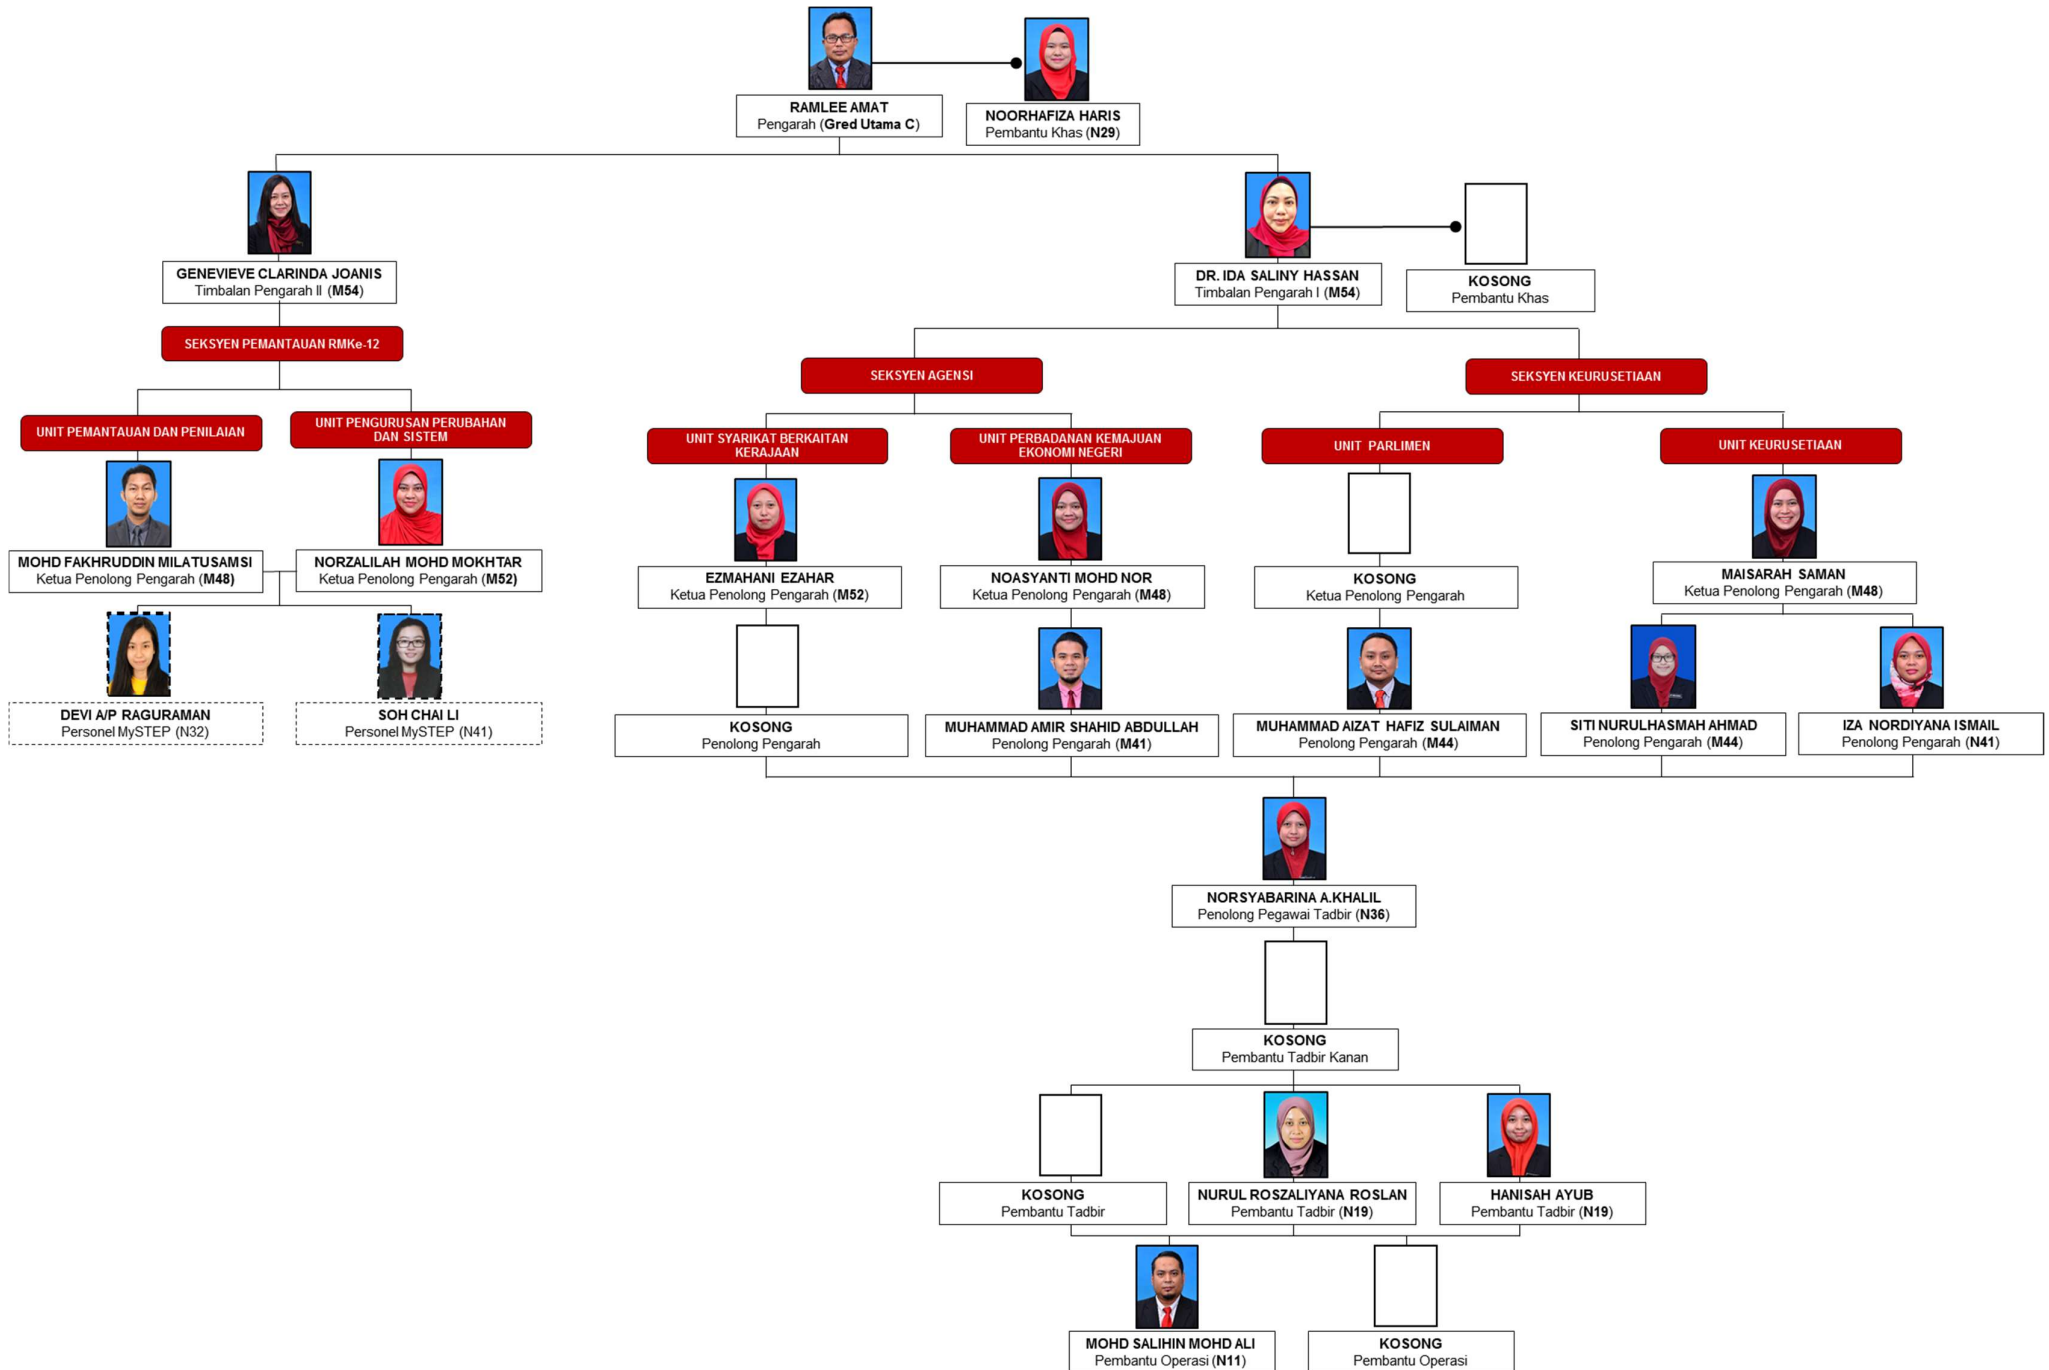 RAMLEE AMAT
Pengarah (Gred Utama C)
NOORHAFIZA HARIS
Pembantu Khas (N29)
GENEVIEVE CLARINDA JOANIS
Timbalan Pengarah II (M54)
DR. IDA SALINY HASSAN
Timbalan Pengarah I (M54)
KOSONG
Pembantu Khas
SEKSYEN PEMANTAUAN RMKe-12
SEKSYEN AGENSI
SEKSYEN KEURUSETIAAN
UNIT PEMANTAUAN DAN PENILAIAN
UNIT PENGURUSAN PERUBAHAN
DAN SISTEM
UNIT SYARIKAT BERKAITAN
KERAJAAN
UNIT PERBADANAN KEMAJUAN
EKONOMI NEGERI
UNIT PARLIMEN
UNIT KEURUSETIAAN
MOHD FAKHRUDDIN MILATUSAMSI
Ketua Penolong Pengarah (M48)
NORZALILAH MOHD MOKHTAR
Ketua Penolong Pengarah (M52)
EZMAHANI EZAHAR
Ketua Penolong Pengarah (M52)
NOASYANTI MOHD NOR
Ketua Penolong Pengarah (M48)
KOSONG
Ketua Penolong Pengarah
MAISARAH SAMAN
Ketua Penolong Pengarah (M48)
DEVI A/P RAGURAMAN
Personel MySTEP (N32)
SOH CHAI LI
Personel MySTEP (N41)
KOSONG
Penolong Pengarah
MUHAMMAD AMIR SHAHID ABDULLAH
Penolong Pengarah (M41)
MUHAMMAD AIZAT HAFIZ SULAIMAN
Penolong Pengarah (M44)
SITI NURULHASMAH AHMAD
Penolong Pengarah (M44)
IZA NORDIYANA ISMAIL
Penolong Pengarah (N41)
NORSYABARINA A.KHALIL
Penolong Pegawai Tadbir (N36)
KOSONG
Pembantu Tadbir Kanan
KOSONG
Pembantu Tadbir
NURUL ROSZALIYANA ROSLAN
Pembantu Tadbir (N19)
HANISAH AYUB
Pembantu Tadbir (N19)
MOHD SALIHIN MOHD ALI
Pembantu Operasi (N11)
KOSONG
Pembantu Operasi